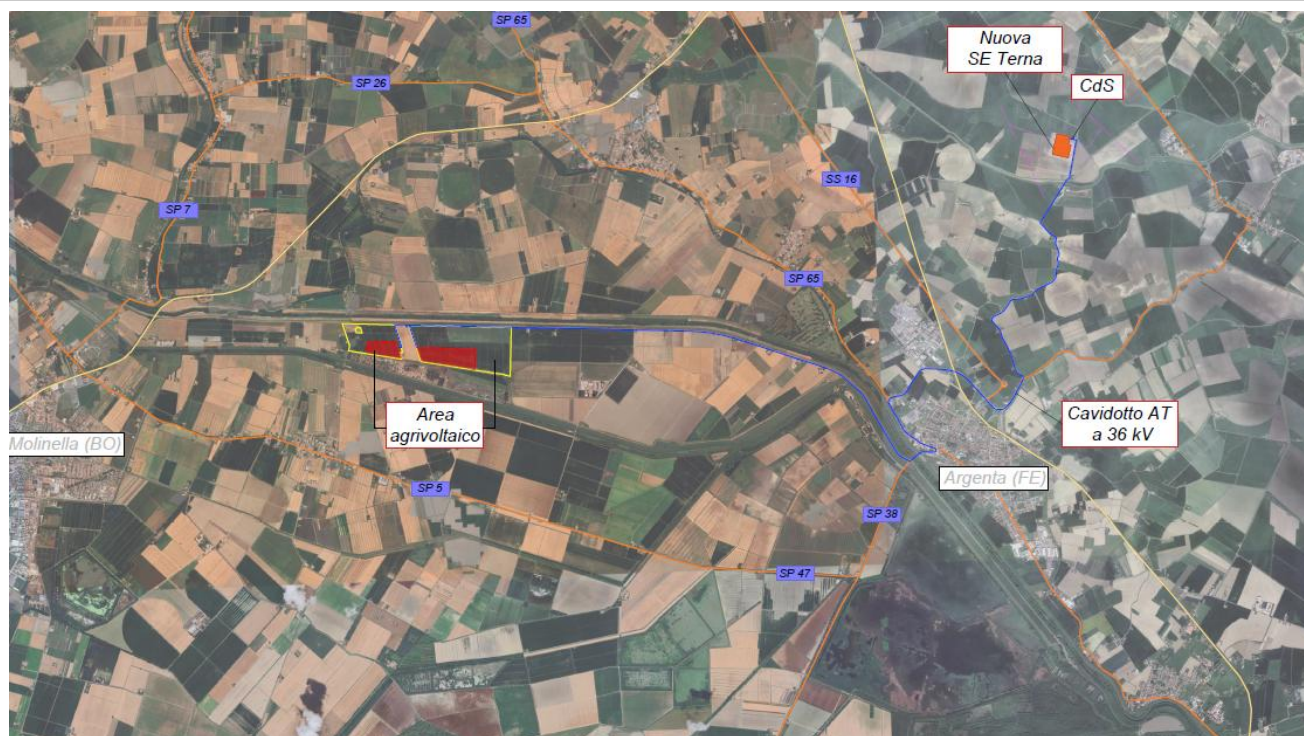 SP 65
Nuova
SE Terna
CdS
SP 26
SS 16
SP 7
SP 65
Area
agrivoltaico
Cavidotto AT
a 36 kV
Molinella (BO)
Argenta (FE)
SP 5
SP 38
SP 47